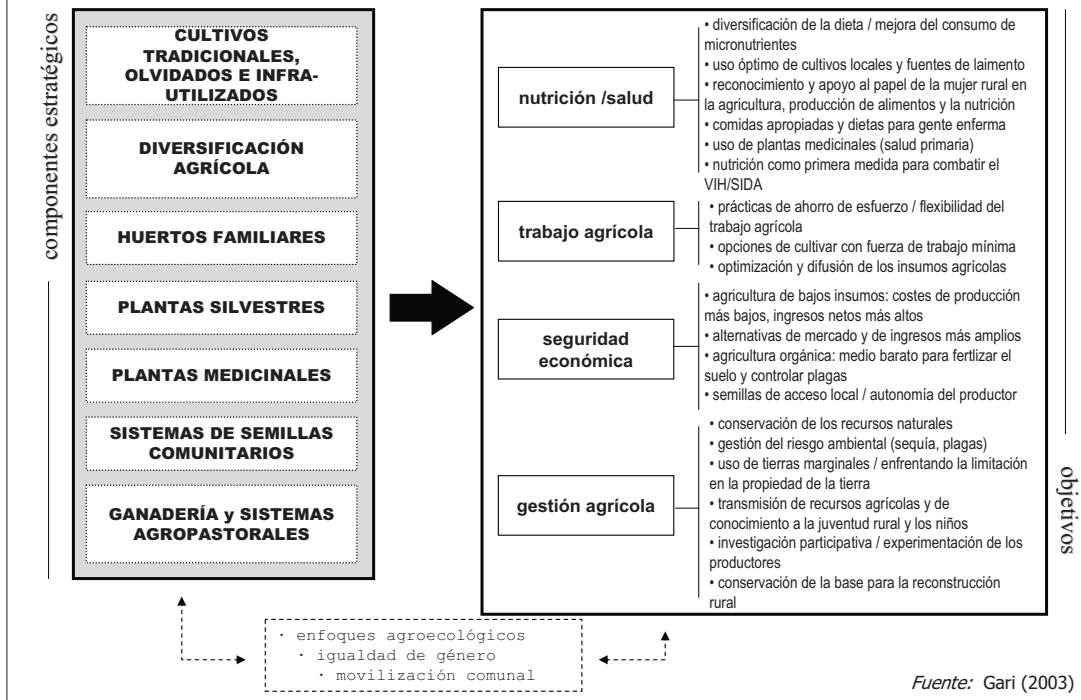 componentes estratégicos
CULTIVOS
TRADICIONALES,
OLVIDADOS E INFRA-
UTILIZADOS
DIVERSIFICACIÓN
AGRÍCOLA
HUERTOS FAMILIARES
PLANTAS SILVESTRES
PLANTAS MEDICINALES
SISTEMAS DE SEMILLAS
COMUNITARIOS
GANADERÍA y SISTEMAS
AGROPASTORALES
nutrición /salud
• diversificación de la dieta / mejora del consumo de
micronutrientes
• uso óptimo de cultivos locales y fuentes de laimento
• reconocimiento y apoyo al papel de la mujer rural en
la agricultura, producción de alimentos y la nutrición
• comidas apropiadas y dietas para gente enferma
• uso de plantas medicinales (salud primaria)
• nutrición como primera medida para combatir el
VIH/SIDA
trabajo agrícola
• prácticas de ahorro de esfuerzo / flexibilidad del
trabajo agrícola
• opciones de cultivar con fuerza de trabajo mínima
• optimización y difusión de los insumos agrícolas
seguridad
económica
• agricultura de bajos insumos: costes de producción
más bajos, ingresos netos más altos
• alternativas de mercado y de ingresos más amplios
• agricultura orgánica: medio barato para fertlizar el
suelo y controlar plagas
• semillas de acceso local / autonomía del productor
gestión agrícola
• conservación de los recursos naturales
• gestión del riesgo ambiental (sequía, plagas)
• uso de tierras marginales / enfrentando la limitación
en la propiedad de la tierra
• transmisión de recursos agrícolas y de
conocimiento a la juventud rural y los niños
• investigación participativa / experimentación de los
productores
• conservación de la base para la reconstrucción
rural
objetivos
· enfoques agroecológicos
· igualdad de género
· movilización comunal
Fuente: Gari (2003)